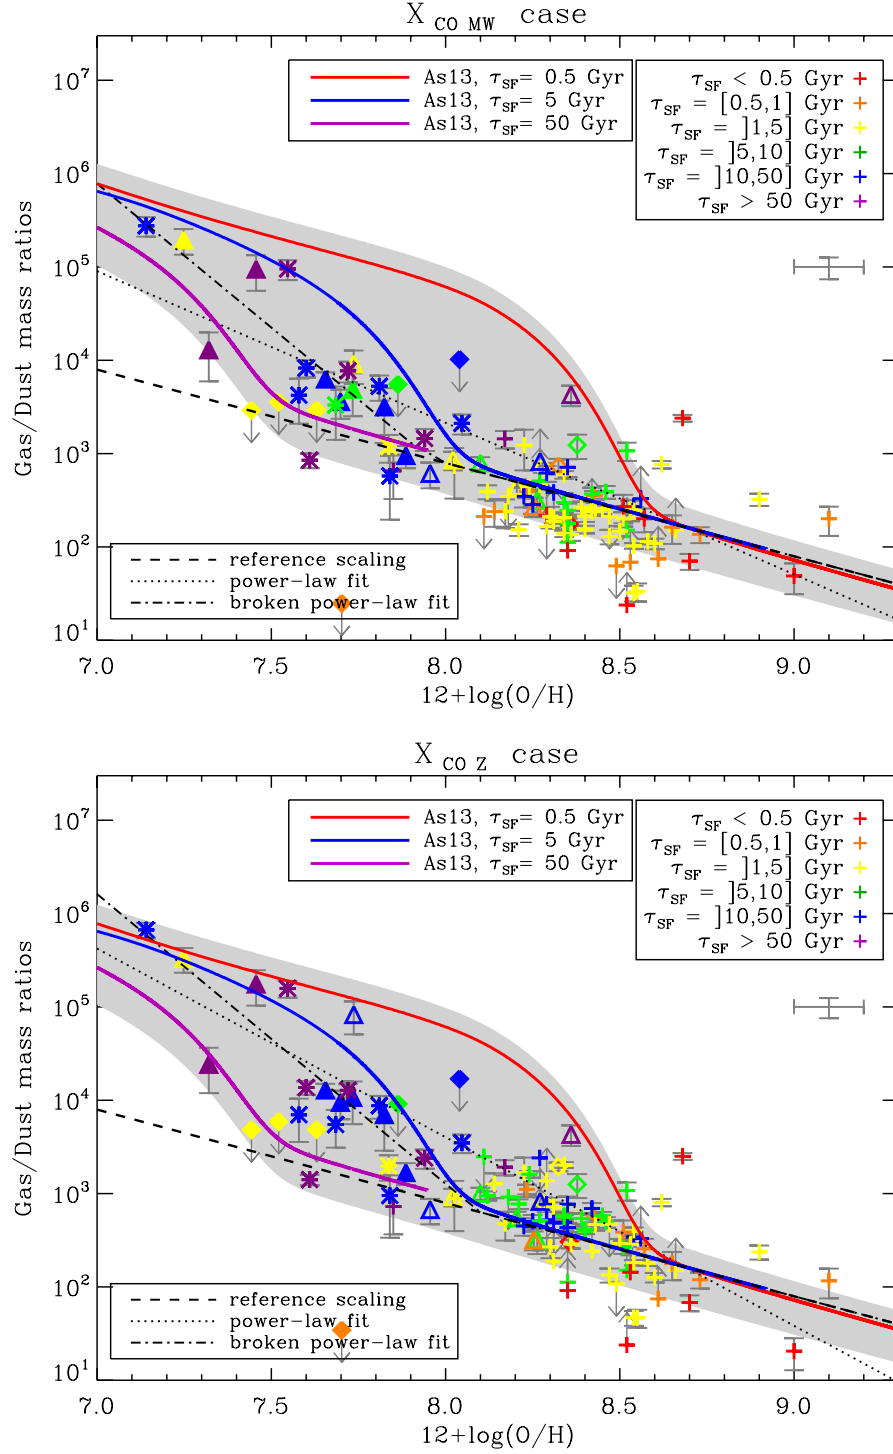 X CO MW case
As13, τSF= 0.5 Gyr
As13, τSF= 5 Gyr
As13, τSF= 50 Gyr
τSF < 0.5 Gyr
τSF = [0.5,1] Gyr
τSF = ]1,5] Gyr
τSF = ]5,10] Gyr
τSF = ]10,50] Gyr
τSF > 50 Gyr
10^7
10^6
10^5
10^4
10^3
10^2
10^1
Gas/Dust mass ratios
reference scaling
power-law fit
broken power-law fit
7.0 7.5 8.0 8.5 9.0
12+log(O/H)
X CO Z case
As13, τSF= 0.5 Gyr
As13, τSF= 5 Gyr
As13, τSF= 50 Gyr
τSF < 0.5 Gyr
τSF = [0.5,1] Gyr
τSF = ]1,5] Gyr
τSF = ]5,10] Gyr
τSF = ]10,50] Gyr
τSF > 50 Gyr
10^7
10^6
10^5
10^4
10^3
10^2
10^1
Gas/Dust mass ratios
reference scaling
power-law fit
broken power-law fit
7.0 7.5 8.0 8.5 9.0
12+log(O/H)